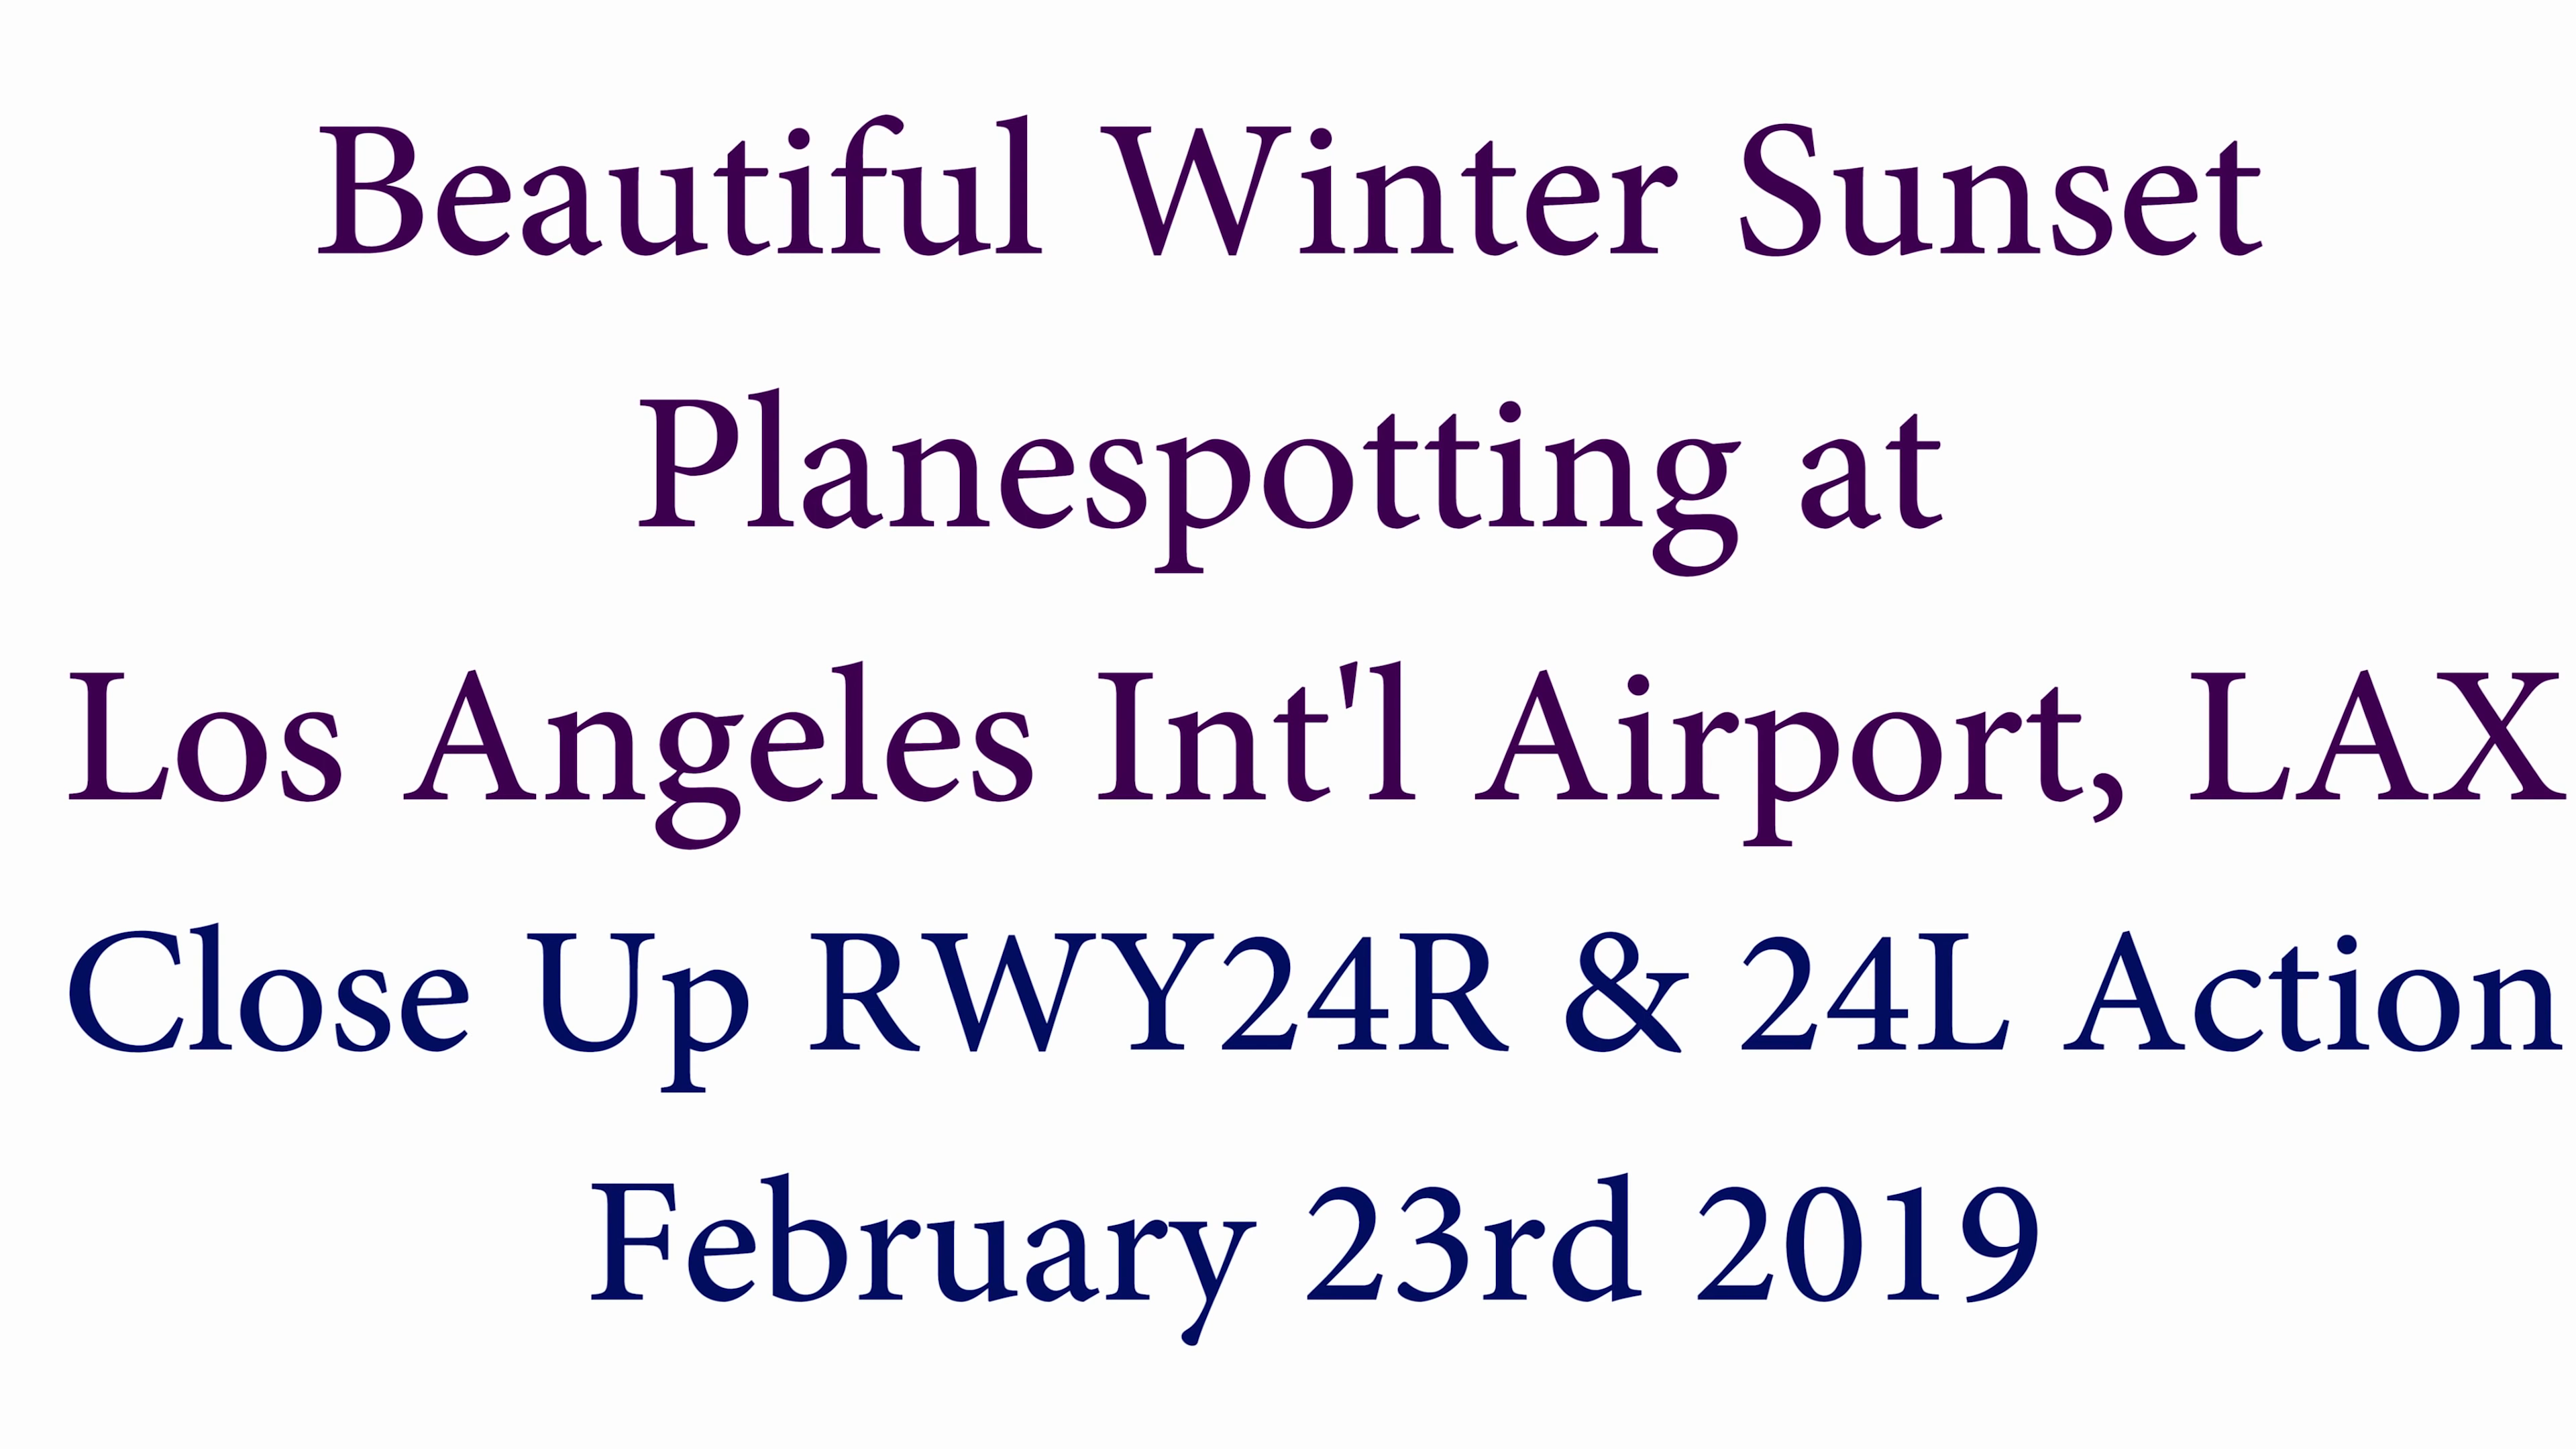 Beautiful Winter Sunset
Planespotting at
Los Angeles Int'l Airport, LAX
Close Up RWY24R & 24L Action
February 23rd 2019